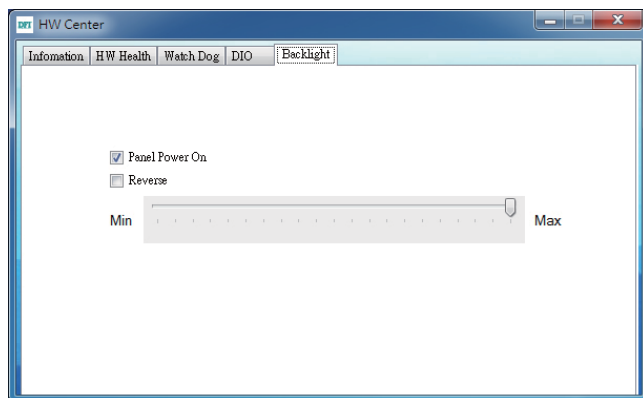 DFI HW Center
Infomation HW Health Watch Dog DIO Backlight
Panel Power On
Reverse
Min Max